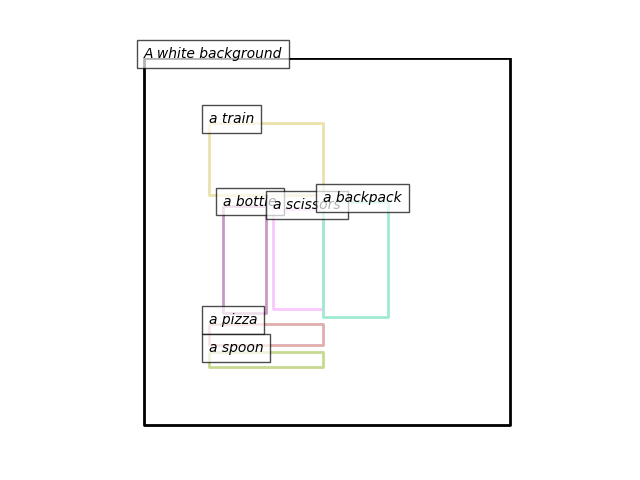 A white background
a train
a bottle
a scissors
a backpack
a pizza
a spoon